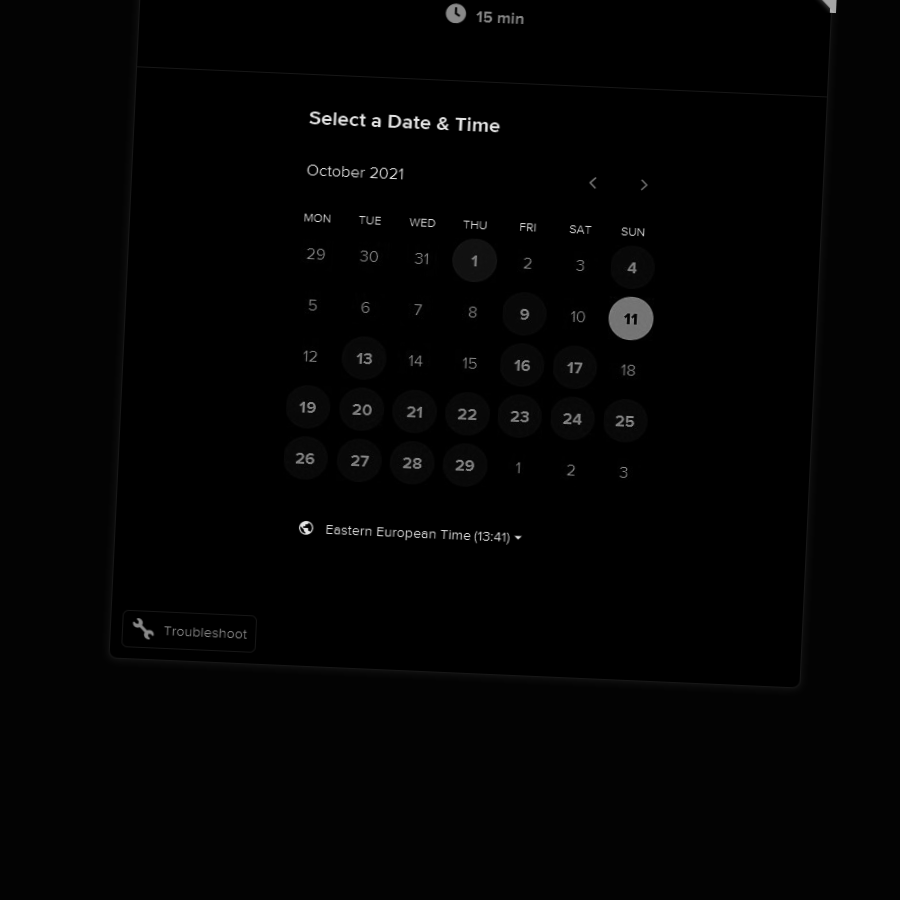 15 min
Select a Date & Time
October 2021
MON TUE WED THU FRI SAT SUN
29 30 31 1 2 3 4
5 6 7 8 9 10 11
12 13 14 15 16 17 18
19 20 21 22 23 24 25
26 27 28 29 1 2 3
Eastern European Time (13:41)
Troubleshoot